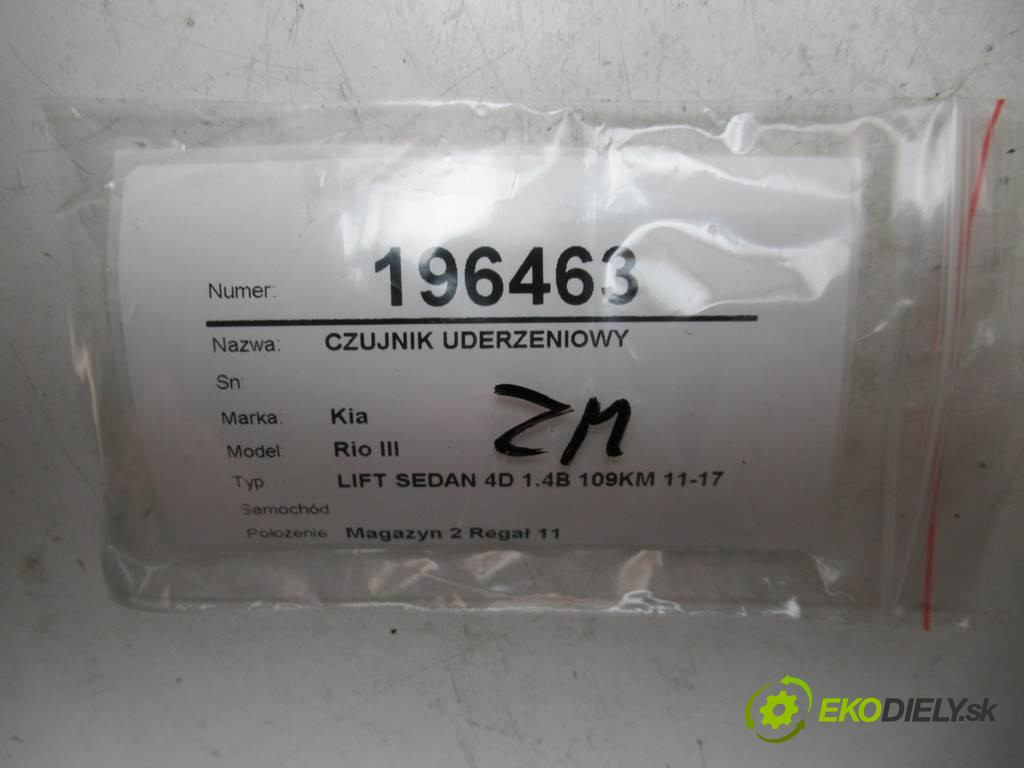 Numer: 196463
Nazwa: CZUJNIK UDERZENIOWY
Sn:
Marka: Kia
Model: Rio III
ZM
Typ LIFT SEDAN 4D 1.4B 109KM 11-17
Samochód
Położenie Magazyn 2 Regał 11
EKODIELY.sk